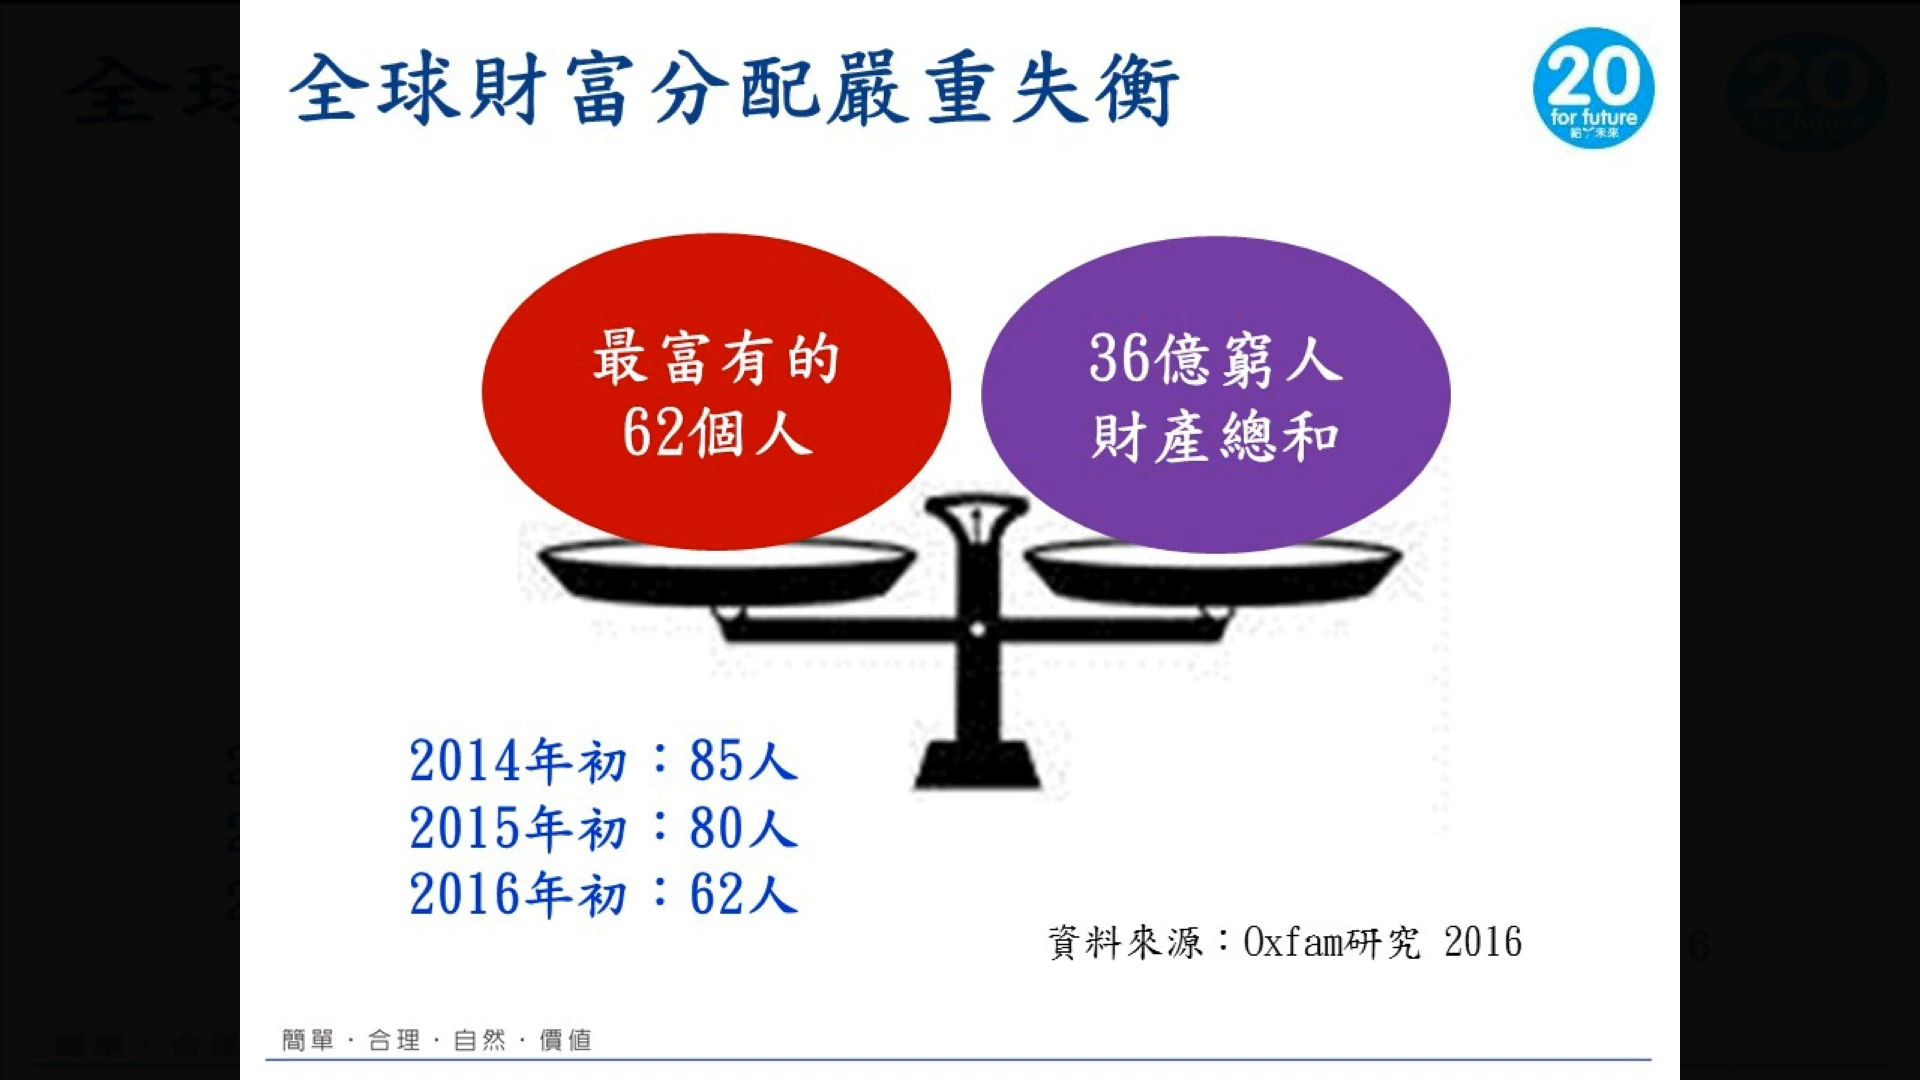 全球財富分配嚴重失衡
20
for future
給丫未來
最富有的
62個人
36億窮人
財產總和
2014年初：85人
2015年初：80人
2016年初：62人
資料來源：Oxfam研究 2016
簡單・合理・自然・價值